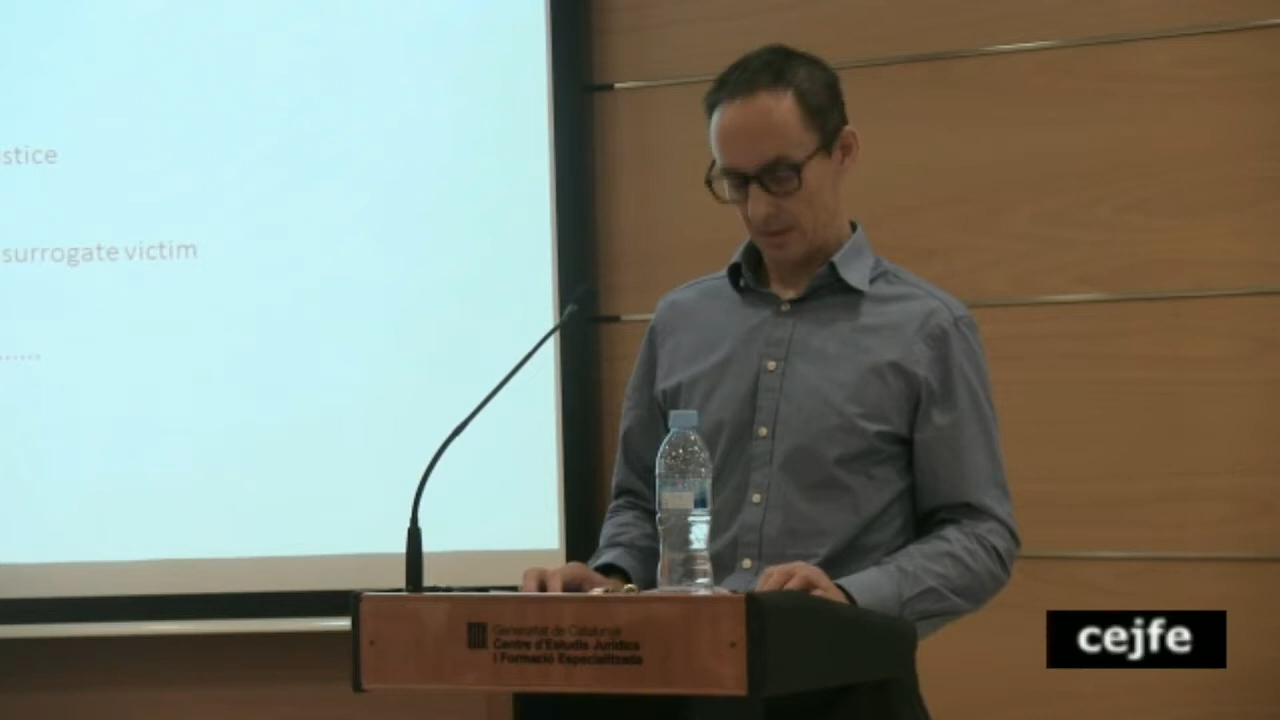 stice
surrogate victim
.......
Generalitat de Catalunya
Centre d'Estudis Jurídics
i Formació Especialitzada
cejfe